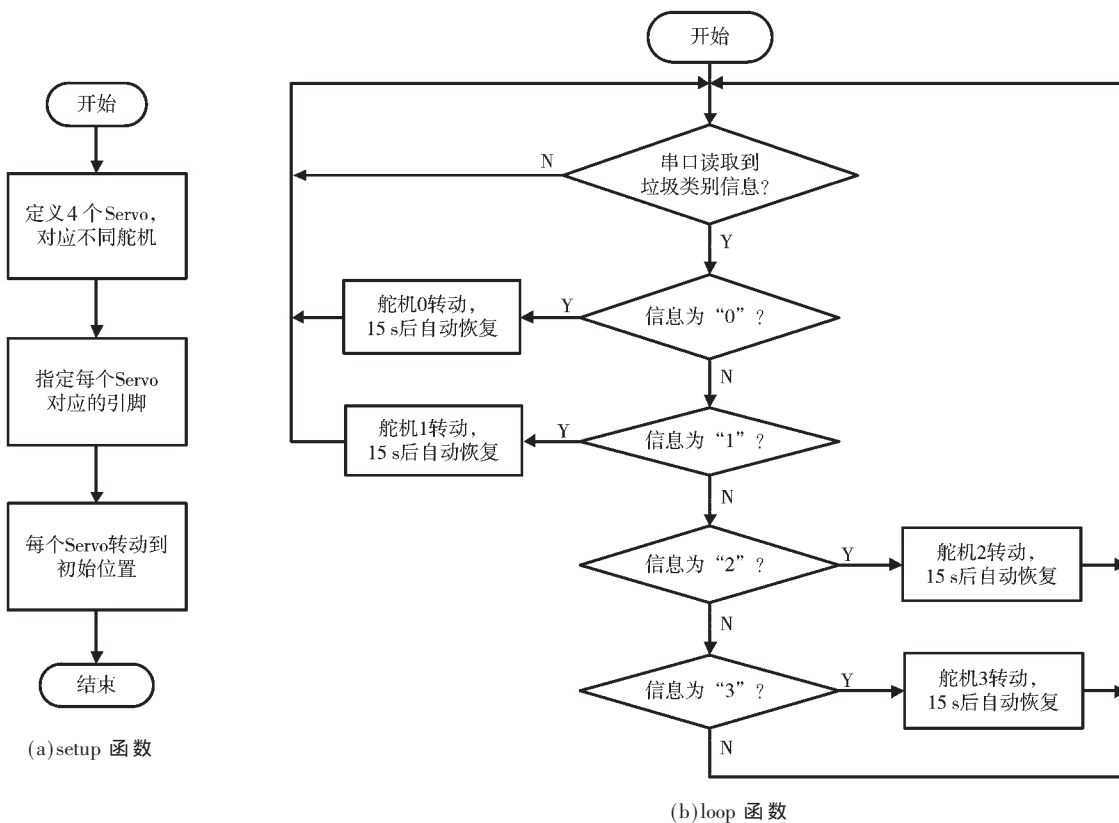 开始
定义4个Servo,
对应不同舵机
指定每个Servo
对应的引脚
每个Servo转动到
初始位置
结束
(a)setup 函数
开始
串口读取到
垃圾类别信息？
N
Y
信息为“0”？
Y
舵机0转动,
15 s后自动恢复
N
信息为“1”？
Y
舵机1转动,
15 s后自动恢复
N
信息为“2”？
Y
舵机2转动,
15 s后自动恢复
N
信息为“3”？
Y
舵机3转动,
15 s后自动恢复
N
(b)loop 函数